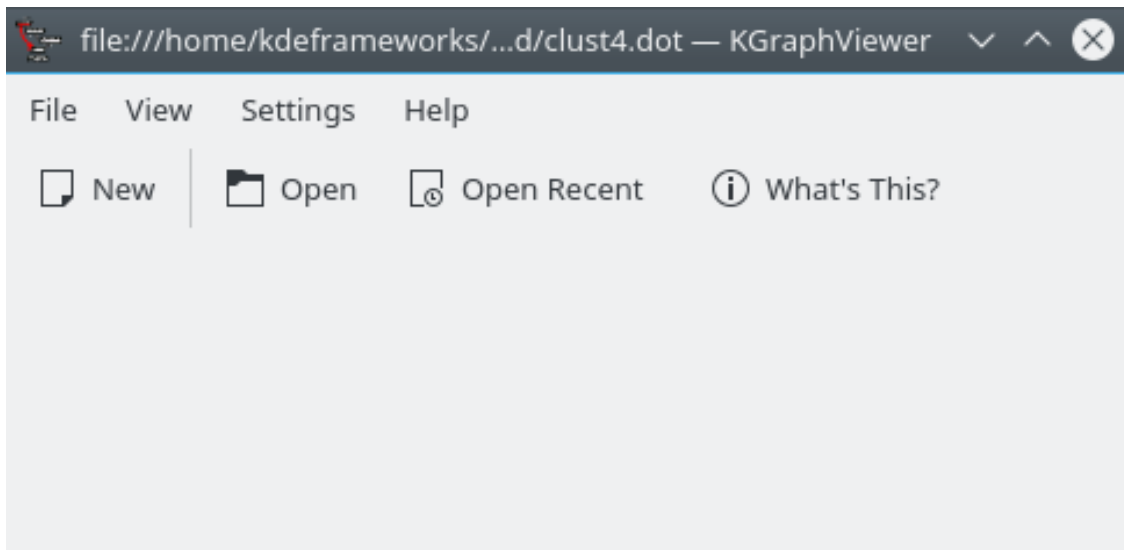 file:///home/kdeframeworks/...d/clust4.dot — KGraphViewer
File View Settings Help
New Open Open Recent What's This?